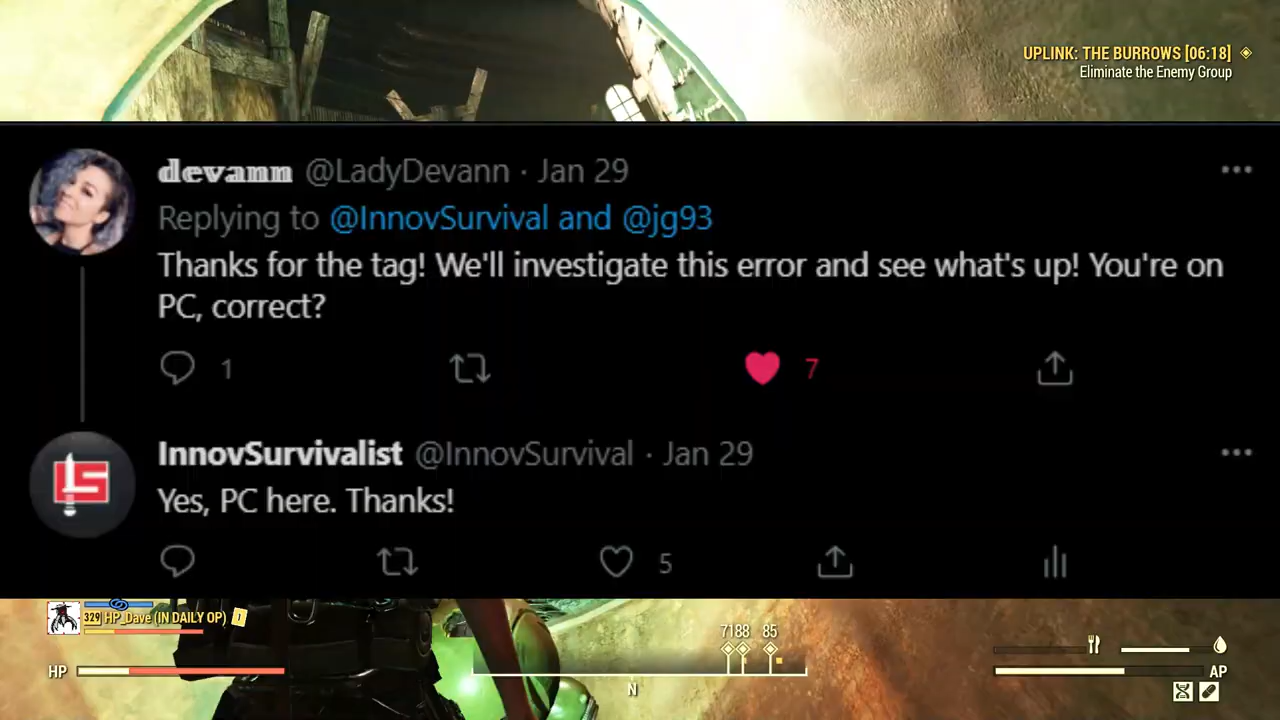 UPLINK: THE BURROWS [06:18]
Eliminate the Enemy Group
devann @LadyDevann · Jan 29
Replying to @InnovSurvival and @jg93
Thanks for the tag! We'll investigate this error and see what's up! You're on
PC, correct?
1 7
InnovSurvivalist @InnovSurvival · Jan 29
Yes, PC here. Thanks!
5
329 HP_Dave (IN DAILY OP) 1
7188 85
HP AP
N